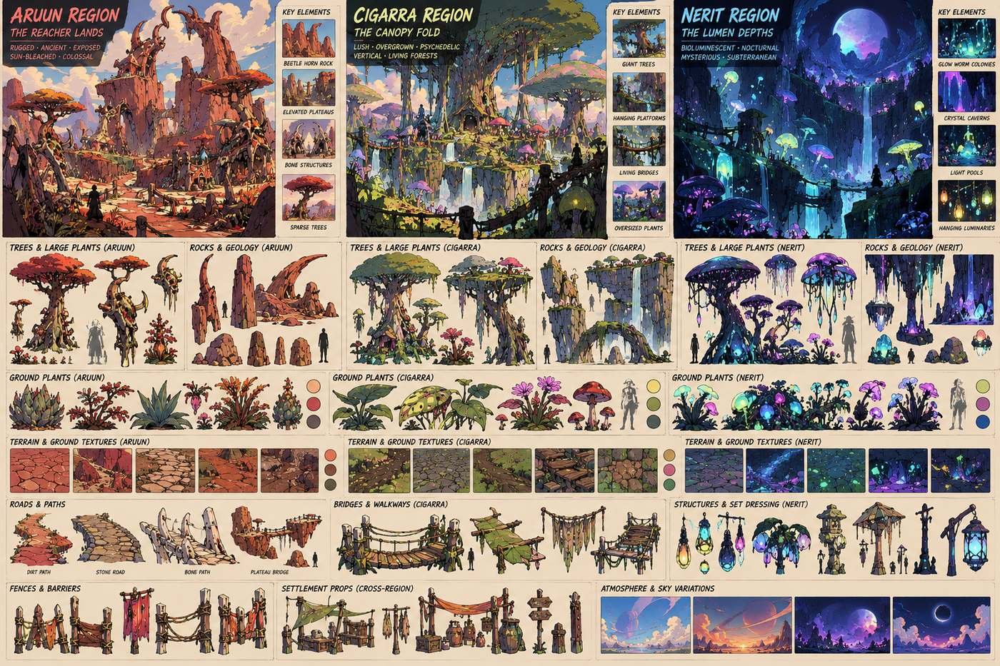 ARUUN REGION
THE REACHER LANDS
RUGGED • ANCIENT • EXPOSED
SUN-BLEACHED • COLOSSAL
KEY ELEMENTS
BEETLE HORN ROCK
ELEVATED PLATEAUS
BONE STRUCTURES
SPARSE TREES
CIGARRA REGION
THE CANOPY FOLD
LUSH • OVERGROWN • PSYCHEDELIC
VERTICAL • LIVING FORESTS
KEY ELEMENTS
GIANT TREES
HANGING PLATFORMS
LIVING BRIDGES
OVERSIZED PLANTS
NERIT REGION
THE LUMEN DEPTHS
BIOLUMINESCENT • NOCTURNAL
MYSTERIOUS • SUBTERRANEAN
KEY ELEMENTS
GLOW WORM COLONIES
CRYSTAL CAVERNS
LIGHT POOLS
HANGING LUMINARIES
TREES & LARGE PLANTS (ARUUN)
ROCKS & GEOLOGY (ARUUN)
TREES & LARGE PLANTS (CIGARRA)
ROCKS & GEOLOGY (CIGARRA)
TREES & LARGE PLANTS (NERIT)
ROCKS & GEOLOGY (NERIT)
GROUND PLANTS (ARUUN)
GROUND PLANTS (CIGARRA)
GROUND PLANTS (NERIT)
TERRAIN & GROUND TEXTURES (ARUUN)
TERRAIN & GROUND TEXTURES (CIGARRA)
TERRAIN & GROUND TEXTURES (NERIT)
ROADS & PATHS
DIRT PATH
STONE ROAD
BONE PATH
PLATEAU BRIDGE
BRIDGES & WALKWAYS (CIGARRA)
STRUCTURES & SET DRESSING (NERIT)
FENCES & BARRIERS
SETTLEMENT PROPS (CROSS-REGION)
ATMOSPHERE & SKY VARIATIONS